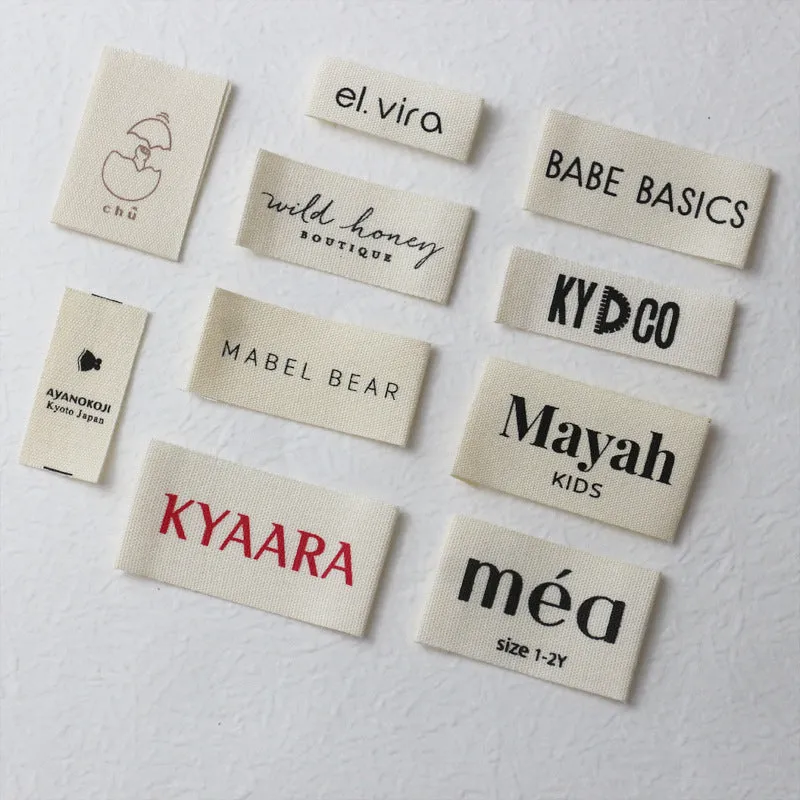 chû
el.vira
BABE BASICS
wild honey
BOUTIQUE
KYDCO
MABEL BEAR
AYANOKOJI
Kyoto Japan
Mayah
KIDS
KYAARA
méa
size 1-2Y